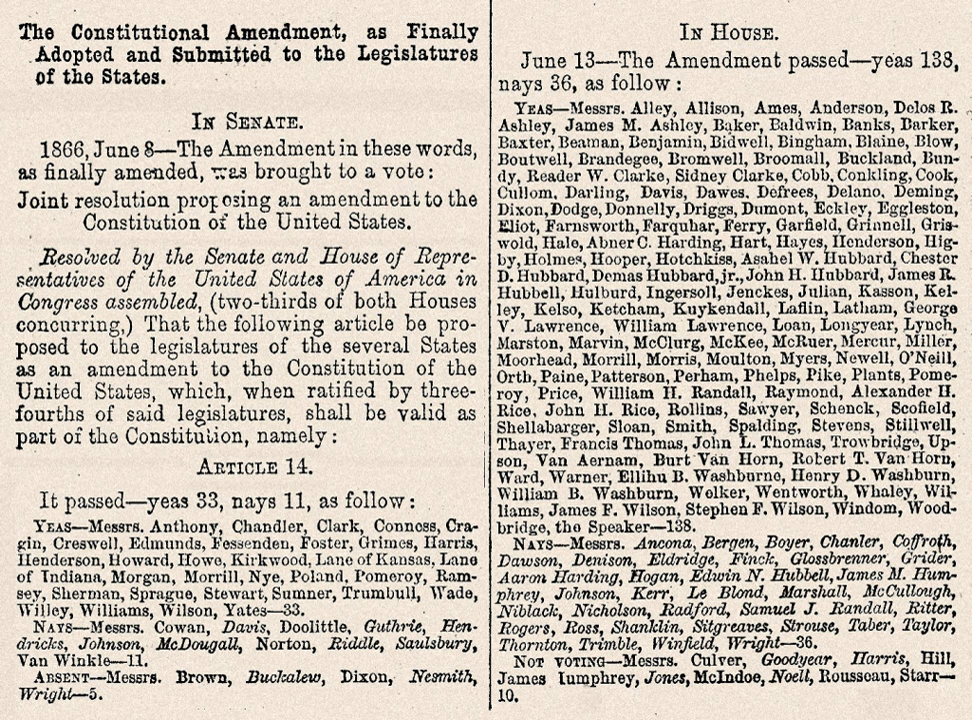 The Constitutional Amendment, as Finally
Adopted and Submitted to the Legislatures
of the States.
IN SENATE.
1866, June 8—The Amendment in these words,
as finally amended, was brought to a vote:
Joint resolution proposing an amendment to the
Constitution of the United States.
Resolved by the Senate and House of Repre-
sentatives of the United States of America in
Congress assembled, (two-thirds of both Houses
concurring,) That the following article be pro-
posed to the legislatures of the several States
as an amendment to the Constitution of the
United States, which, when ratified by three-
fourths of said legislatures, shall be valid as
part of the Constitution, namely:
ARTICLE 14.
It passed—yeas 33, nays 11, as follow:
YEAS—Messrs. Anthony, Chandler, Clark, Conness, Cra-
gin, Creswell, Edmunds, Fessenden, Foster, Grimes, Harris,
Henderson, Howard, Howe, Kirkwood, Lane of Kansas, Lane
of Indiana, Morgan, Morrill, Nye, Poland, Pomeroy, Ram-
sey, Sherman, Sprague, Stewart, Sumner, Trumbull, Wade,
Willey, Williams, Wilson, Yates—33.
NAYS—Messrs. Cowan, Davis, Doolittle, Guthrie, Hen-
dricks, Johnson, McDougall, Norton, Riddle, Saulsbury,
Van Winkle—11.
ABSENT—Messrs. Brown, Buckalew, Dixon, Nesmith,
Wright—5.
IN HOUSE.
June 13—The Amendment passed—yeas 138,
nays 36, as follow:
YEAS—Messrs. Alley, Allison, Ames, Anderson, Delos R.
Ashley, James M. Ashley, Baker, Baldwin, Banks, Barker,
Baxter, Beaman, Benjamin, Bidwell, Bingham, Blaine, Blow,
Boutwell, Brandegee, Bromwell, Broomall, Buckland, Bun-
dy, Reader W. Clarke, Sidney Clarke, Cobb, Conkling, Cook,
Cullom, Darling, Davis, Dawes, Defrees, Delano, Deming,
Dixon, Dodge, Donnelly, Driggs, Dumont, Eckley, Eggleston,
Eliot, Farnsworth, Farquhar, Ferry, Garfield, Grinnell, Gris-
wold, Hale, Abner C. Harding, Hart, Hayes, Henderson, Hig-
by, Holmes, Hooper, Hotchkiss, Asahel W. Hubbard, Chester
D. Hubbard, Demas Hubbard, jr., John H. Hubbard, James R.
Hubbell, Hulburd, Ingersoll, Jenckes, Julian, Kasson, Kel-
ley, Kelso, Ketcham, Kuykendall, Laflin, Latham, George
V. Lawrence, William Lawrence, Loan, Longyear, Lynch,
Marston, Marvin, McClurg, McKee, McRuer, Mercur, Miller,
Moorhead, Morrill, Morris, Moulton, Myers, Newell, O'Neill,
Orth, Paine, Patterson, Perham, Phelps, Pike, Plants, Pome-
roy, Price, William H. Randall, Raymond, Alexander H.
Rice, John H. Rice, Rollins, Sawyer, Schenck, Scofield,
Shellabarger, Sloan, Smith, Spalding, Stevens, Stillwell,
Thayer, Francis Thomas, John L. Thomas, Trowbridge, Up-
son, Van Aernam, Burt Van Horn, Robert T. Van Horn,
Ward, Warner, Ellihu B. Washburne, Henry D. Washburn,
William B. Washburn, Welker, Wentworth, Whaley, Wil-
liams, James F. Wilson, Stephen F. Wilson, Windom, Wood-
bridge, the Speaker—138.
NAYS—Messrs. Ancona, Bergen, Boyer, Chanler, Coffroth,
Dawson, Denison, Eldridge, Finck, Glossbrenner, Grider,
Aaron Harding, Hogan, Edwin N. Hubbell, James M. Hum-
phrey, Johnson, Kerr, Le Blond, Marshall, McCullough,
Niblack, Nicholson, Radford, Samuel J. Randall, Ritter,
Rogers, Ross, Shanklin, Sitgreaves, Strouse, Taber, Taylor,
Thornton, Trimble, Winfield, Wright—36.
NOT VOTING—Messrs. Culver, Goodyear, Harris, Hill,
James Humphrey, Jones, McIndoe, Noell, Rousseau, Starr—
10.